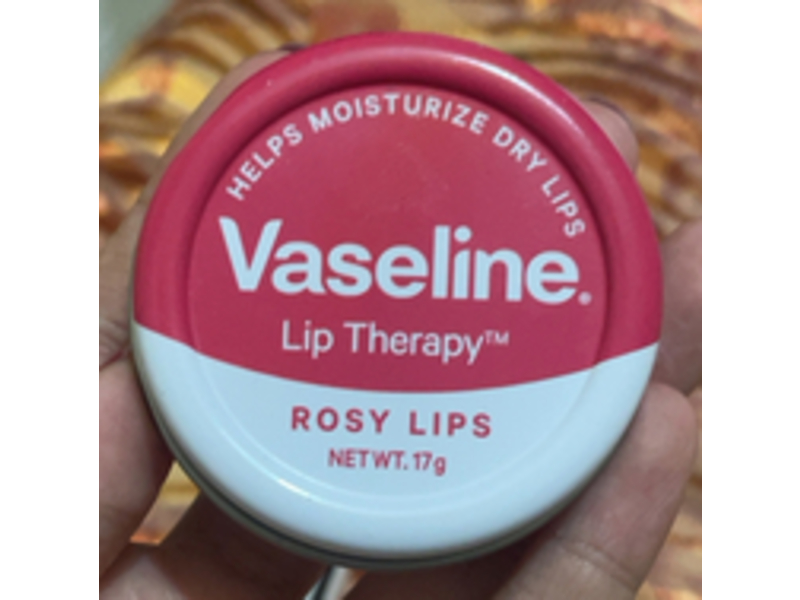 HELPS MOISTURIZE DRY LIPS
Vaseline®
Lip Therapy™
ROSY LIPS
NET WT. 17g